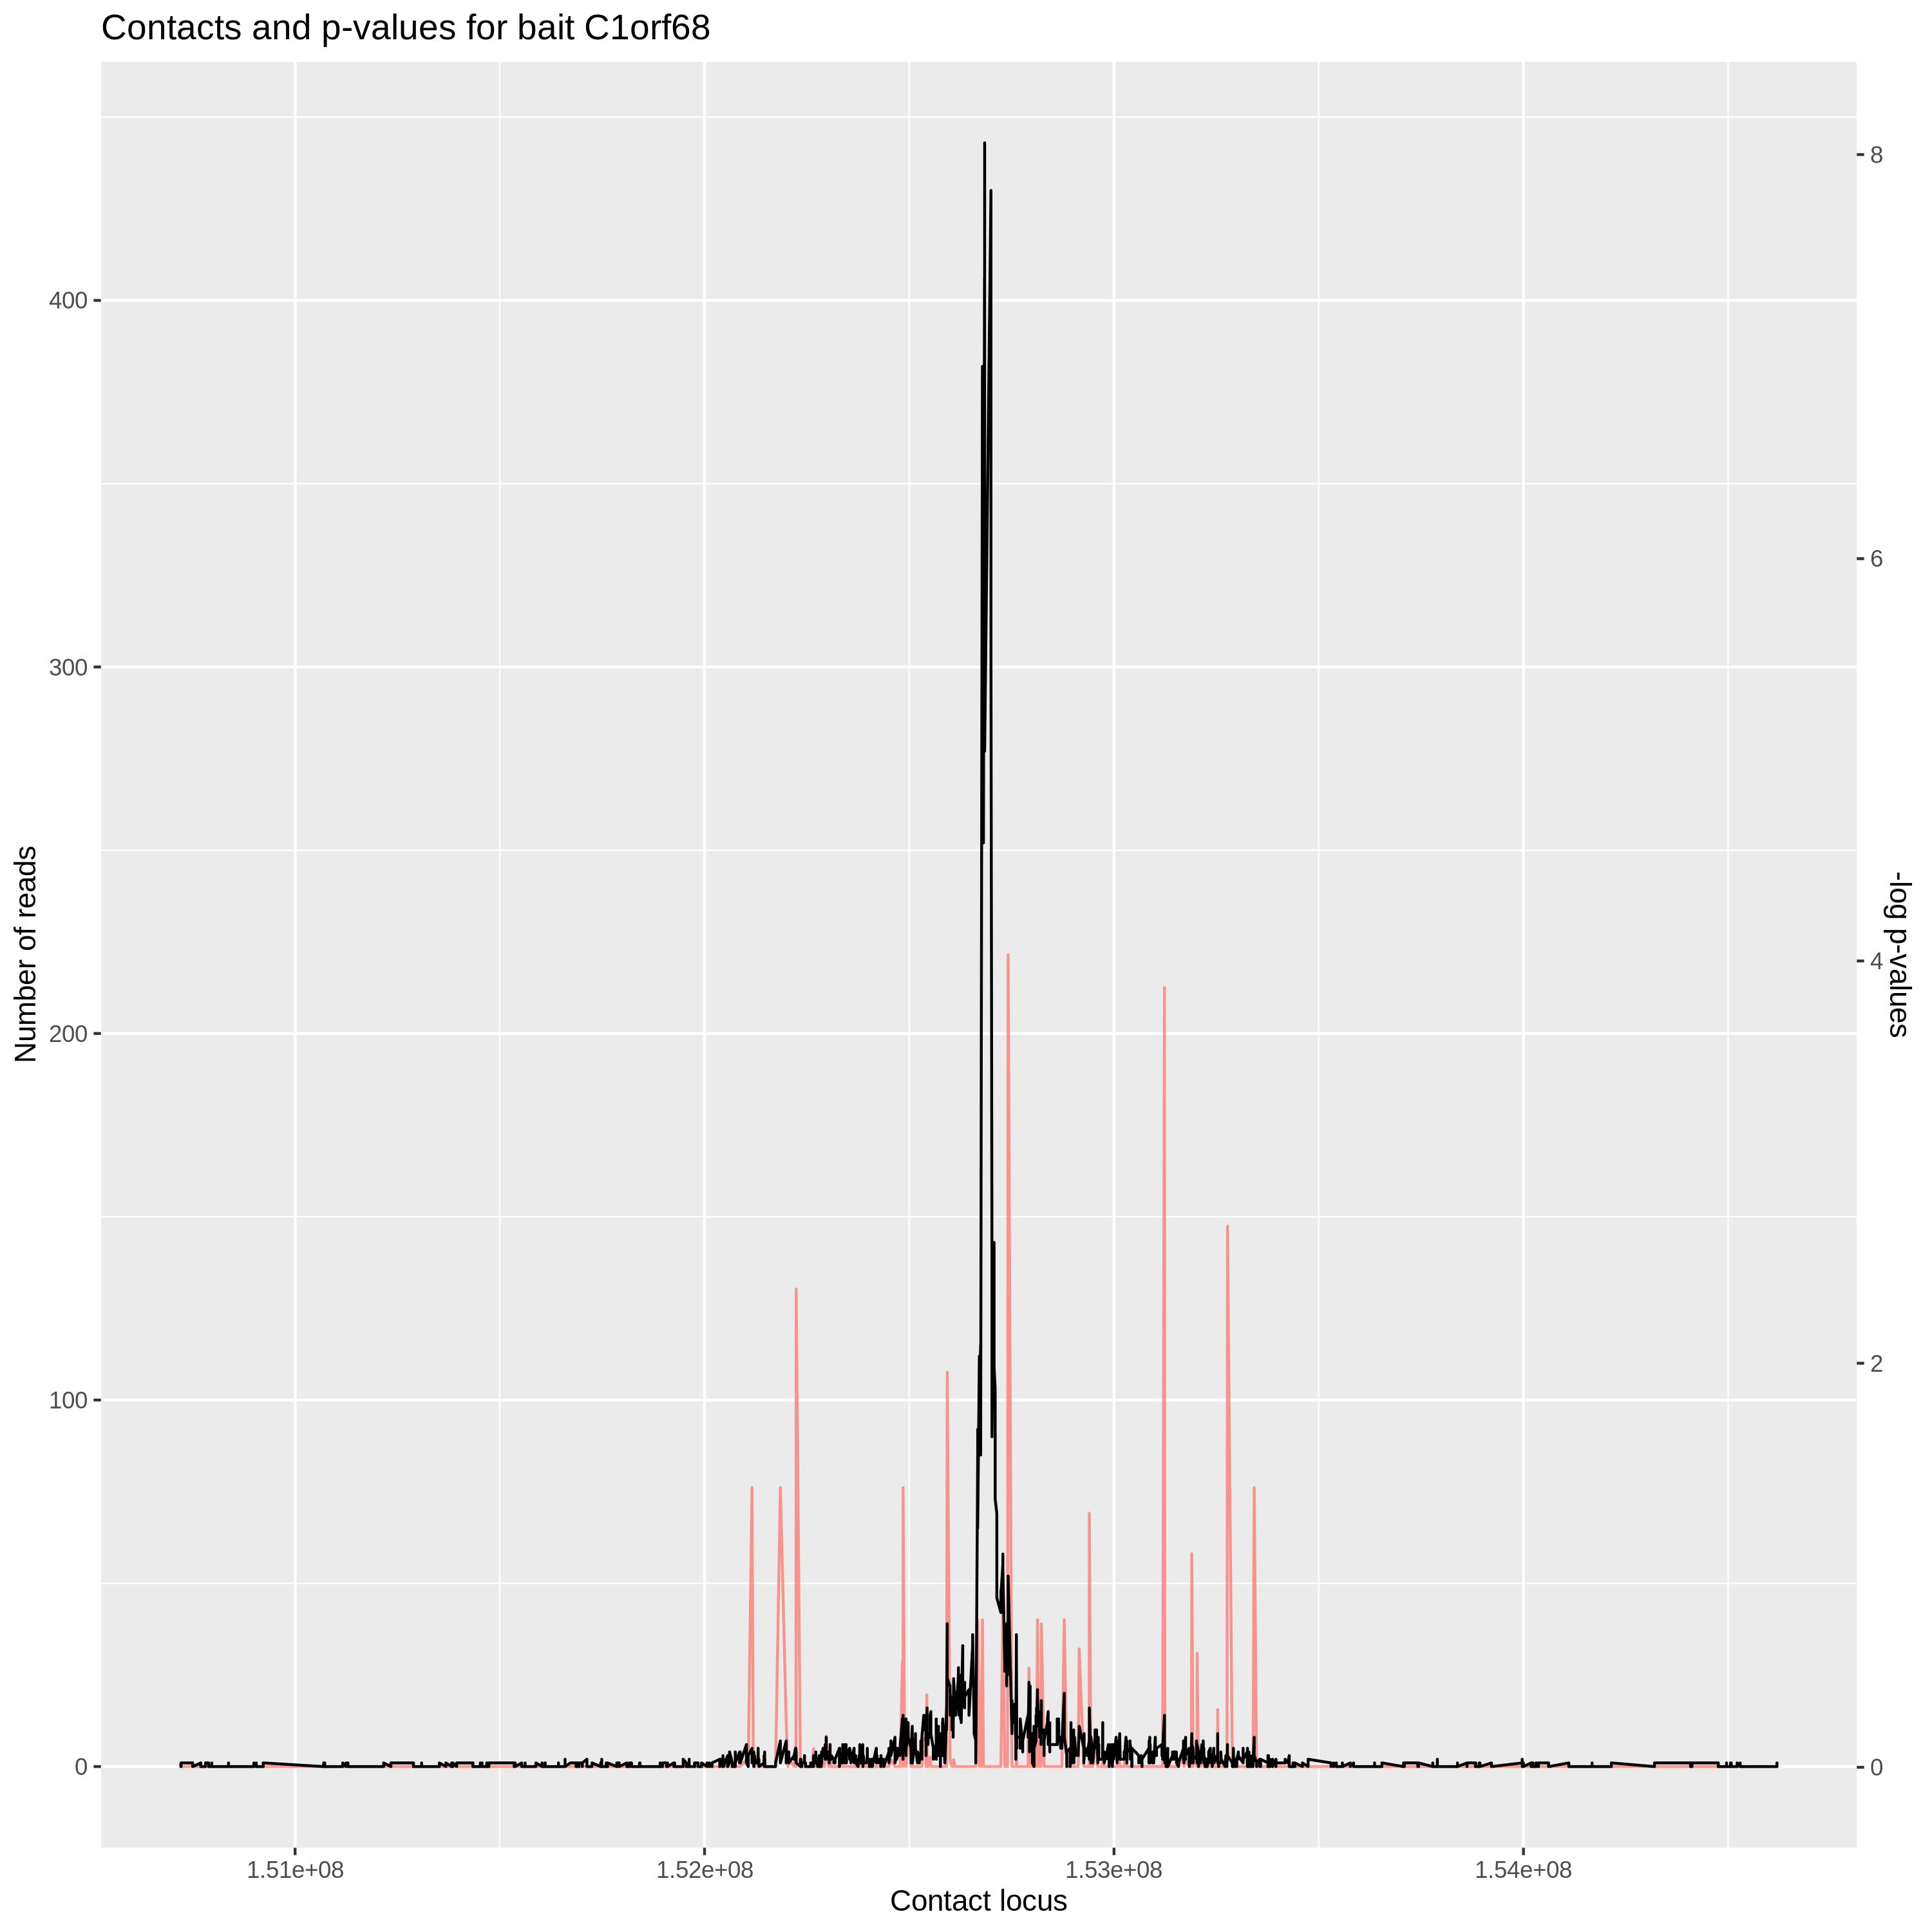 Contacts and p-values for bait C1orf68
400
300
200
100
0
Number of reads
8
6
4
2
0
-log p-values
1.51e+08
1.52e+08
1.53e+08
1.54e+08
Contact locus